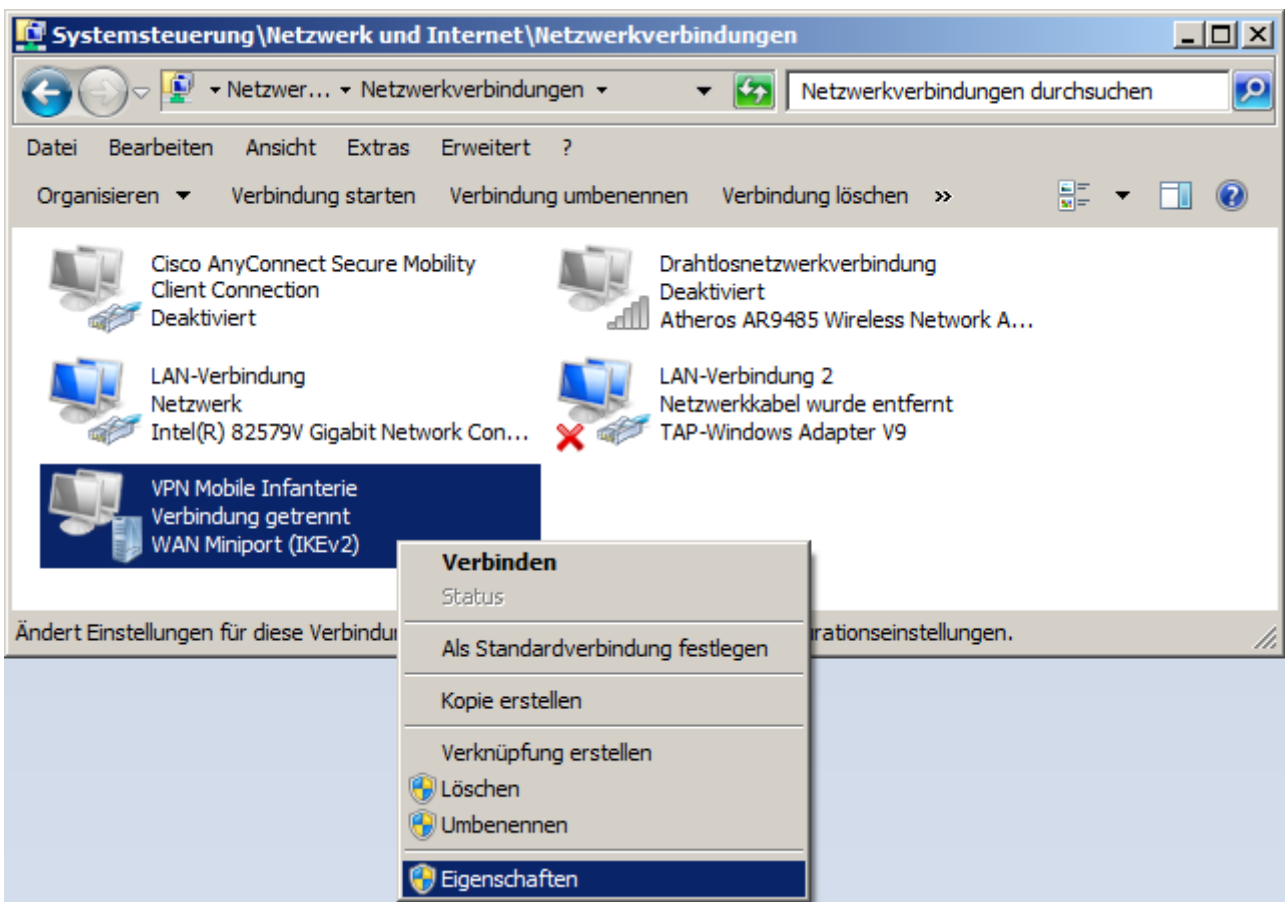 Systemsteuerung\Netzwerk und Internet\Netzwerkverbindungen
Netzwer... Netzwerkverbindungen
Netzwerkverbindungen durchsuchen
Datei Bearbeiten Ansicht Extras Erweitert ?
Organisieren Verbindung starten Verbindung umbenennen Verbindung löschen »
Cisco AnyConnect Secure Mobility
Client Connection
Deaktiviert
Drahtlosnetzwerkverbindung
Deaktiviert
Atheros AR9485 Wireless Network A...
LAN-Verbindung
Netzwerk
Intel(R) 82579V Gigabit Network Con...
LAN-Verbindung 2
Netzwerkkabel wurde entfernt
TAP-Windows Adapter V9
VPN Mobile Infanterie
Verbindung getrennt
WAN Miniport (IKEv2)
Verbinden
Status
Als Standardverbindung festlegen
Kopie erstellen
Verknüpfung erstellen
Löschen
Umbenennen
Eigenschaften
Ändert Einstellungen für diese